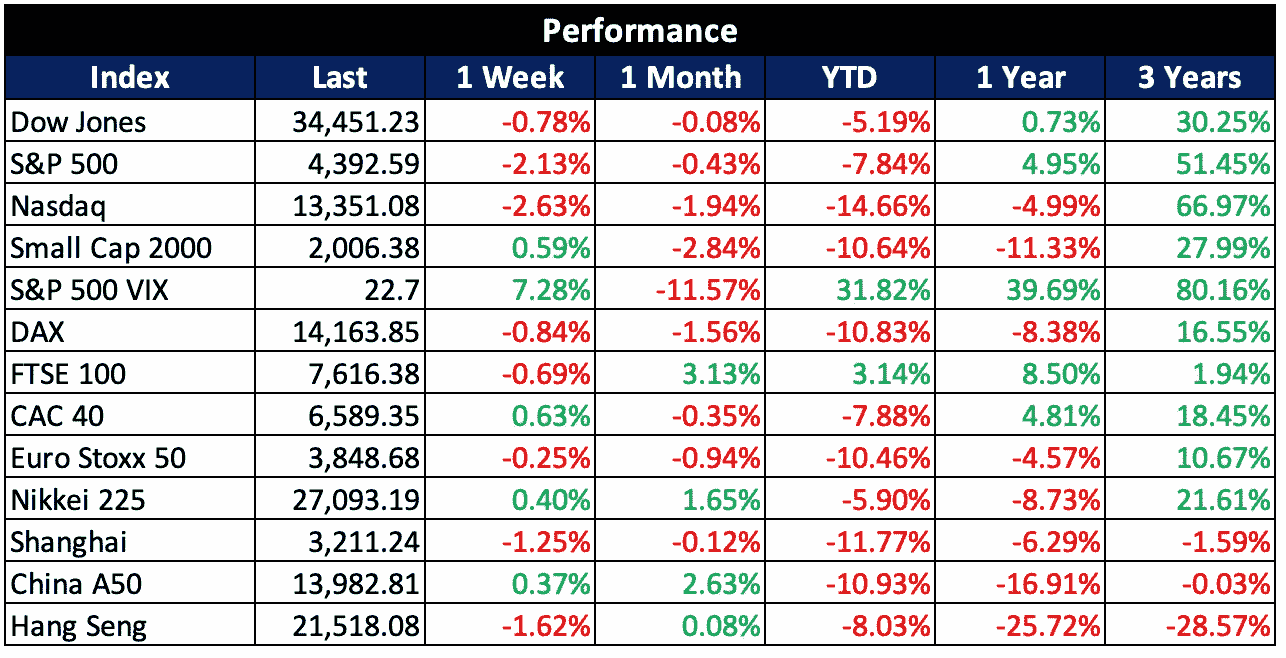 Performance
Index Last 1 Week 1 Month YTD 1 Year 3 Years
Dow Jones 34,451.23 -0.78% -0.08% -5.19% 0.73% 30.25%
S&P 500 4,392.59 -2.13% -0.43% -7.84% 4.95% 51.45%
Nasdaq 13,351.08 -2.63% -1.94% -14.66% -4.99% 66.97%
Small Cap 2000 2,006.38 0.59% -2.84% -10.64% -11.33% 27.99%
S&P 500 VIX 22.7 7.28% -11.57% 31.82% 39.69% 80.16%
DAX 14,163.85 -0.84% -1.56% -10.83% -8.38% 16.55%
FTSE 100 7,616.38 -0.69% 3.13% 3.14% 8.50% 1.94%
CAC 40 6,589.35 0.63% -0.35% -7.88% 4.81% 18.45%
Euro Stoxx 50 3,848.68 -0.25% -0.94% -10.46% -4.57% 10.67%
Nikkei 225 27,093.19 0.40% 1.65% -5.90% -8.73% 21.61%
Shanghai 3,211.24 -1.25% -0.12% -11.77% -6.29% -1.59%
China A50 13,982.81 0.37% 2.63% -10.93% -16.91% -0.03%
Hang Seng 21,518.08 -1.62% 0.08% -8.03% -25.72% -28.57%